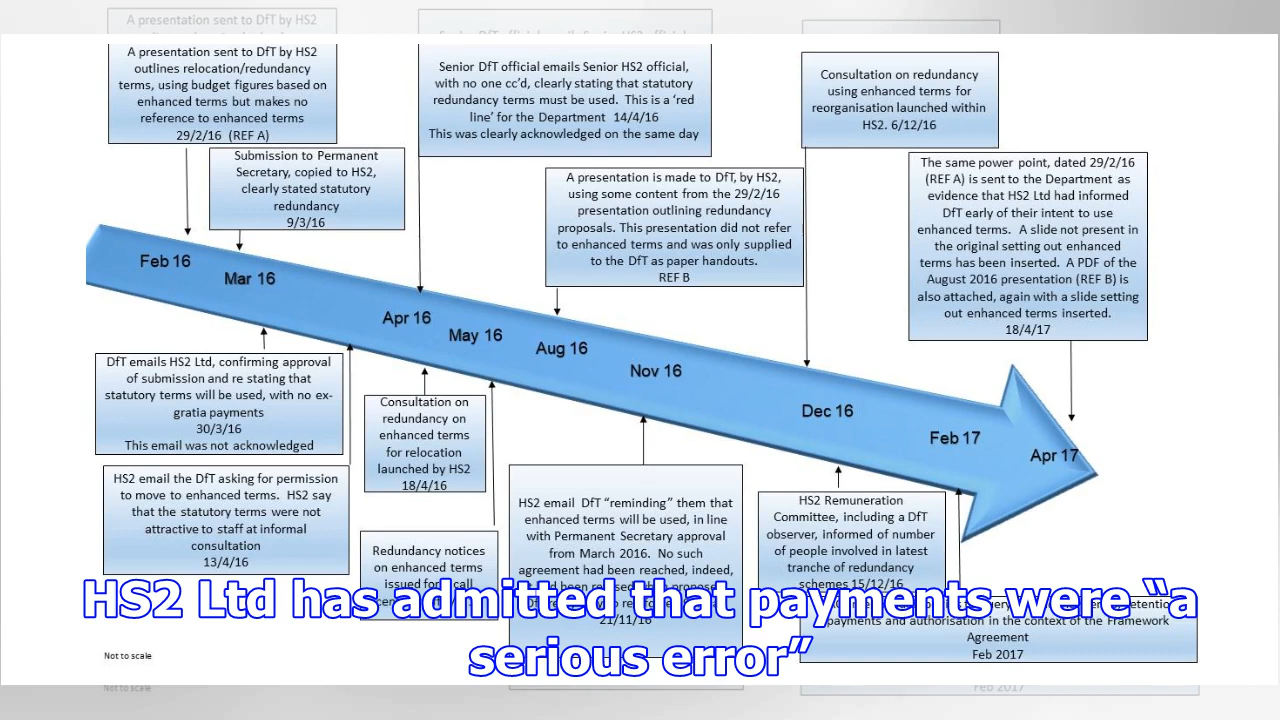 A presentation sent to DfT by HS2
A presentation sent to DfT by HS2
outlines relocation/redundancy
terms, using budget figures based on
enhanced terms but makes no
reference to enhanced terms
29/2/16 (REF A)
Senior DfT official emails Senior HS2 official,
with no one cc’d, clearly stating that statutory
redundancy terms must be used. This is a ‘red
line’ for the Department 14/4/16
This was clearly acknowledged on the same day
Consultation on redundancy
using enhanced terms for
reorganisation launched within
HS2. 6/12/16
Submission to Permanent
Secretary, copied to HS2,
clearly stated statutory
redundancy
9/3/16
A presentation is made to DfT, by HS2,
using some content from the 29/2/16
presentation outlining redundancy
proposals. This presentation did not refer
to enhanced terms and was only supplied
to the DfT as paper handouts.
REF B
The same power point, dated 29/2/16
(REF A) is sent to the Department as
evidence that HS2 Ltd had informed
DfT early of their intent to use
enhanced terms. A slide not present in
the original setting out enhanced
terms has been inserted. A PDF of the
August 2016 presentation (REF B) is
also attached, again with a slide setting
out enhanced terms inserted.
18/4/17
Feb 16
Mar 16
Apr 16
May 16
Aug 16
Nov 16
Dec 16
Feb 17
Apr 17
DfT emails HS2 Ltd, confirming approval
of submission and re stating that
statutory terms will be used, with no ex-
gratia payments
30/3/16
This email was not acknowledged
HS2 email the DfT asking for permission
to move to enhanced terms. HS2 say
that the statutory terms were not
attractive to staff at informal
consultation
13/4/16
Consultation on
redundancy on
enhanced terms
for relocation
launched by HS2
18/4/16
Redundancy notices
on enhanced terms
issued for call
HS2 email DfT “reminding” them that
enhanced terms will be used, in line
with Permanent Secretary approval
from March 2016. No such
agreement had been reached, indeed,
21/11/16
HS2 Remuneration
Committee, including a DfT
observer, informed of number
of people involved in latest
tranche of redundancy
schemes 15/12/16
payments and authorisation in the context of the Framework
Agreement
Feb 2017
HS2 Ltd has admitted that payments were “a
serious error”
Not to scale
Not to scale
Feb 2017